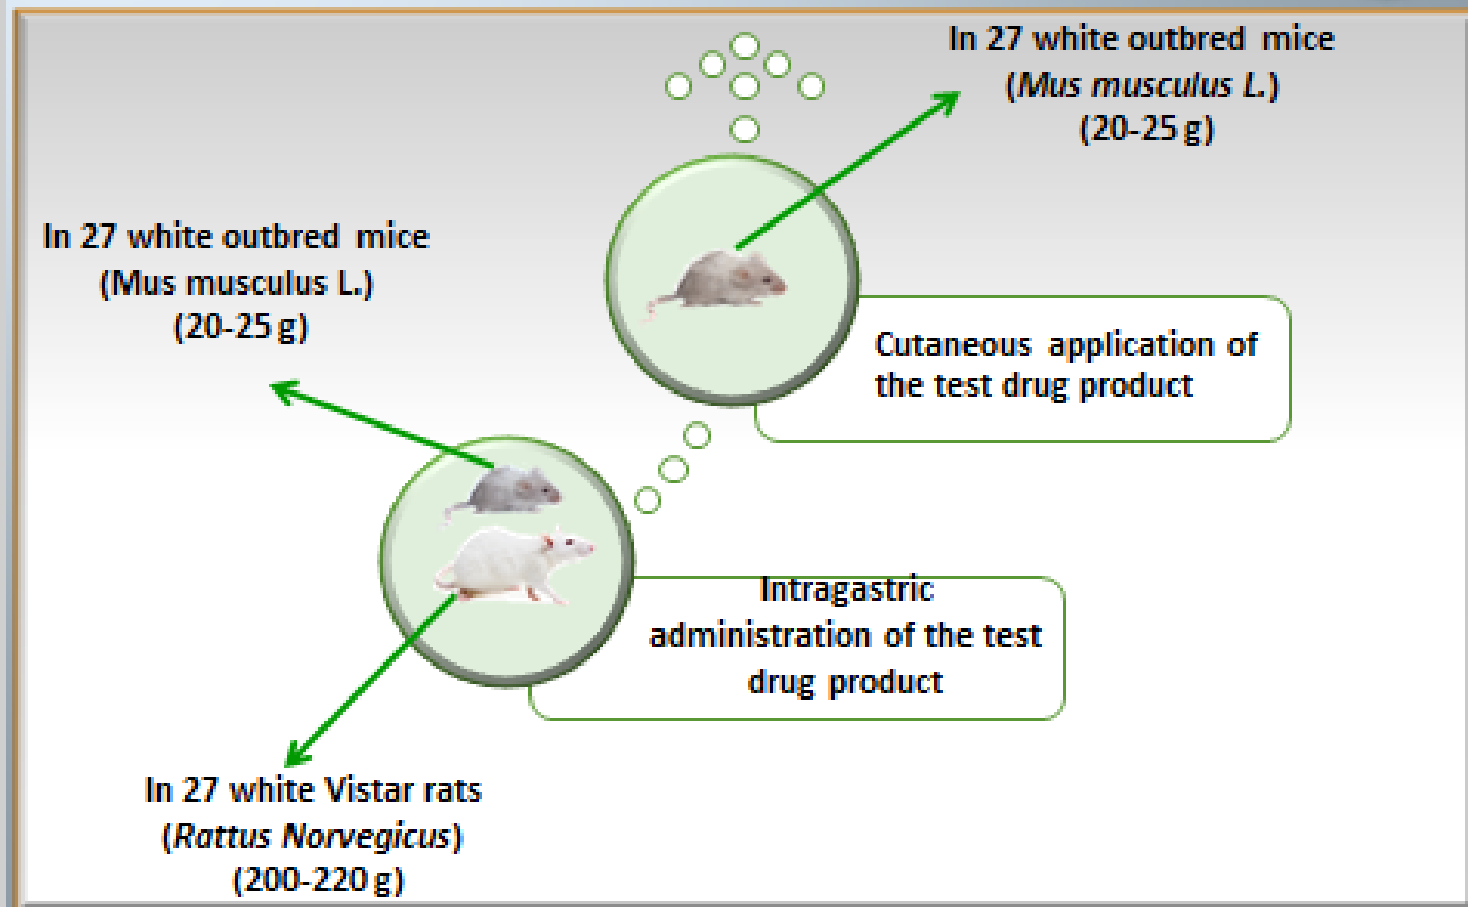 In 27 white outbred mice
(Mus musculus L.)
(20-25 g)
In 27 white outbred mice
(Mus musculus L.)
(20-25 g)
Cutaneous application of
the test drug product
Intragastric
administration of the test
drug product
In 27 white Vistar rats
(Rattus Norvegicus)
(200-220 g)